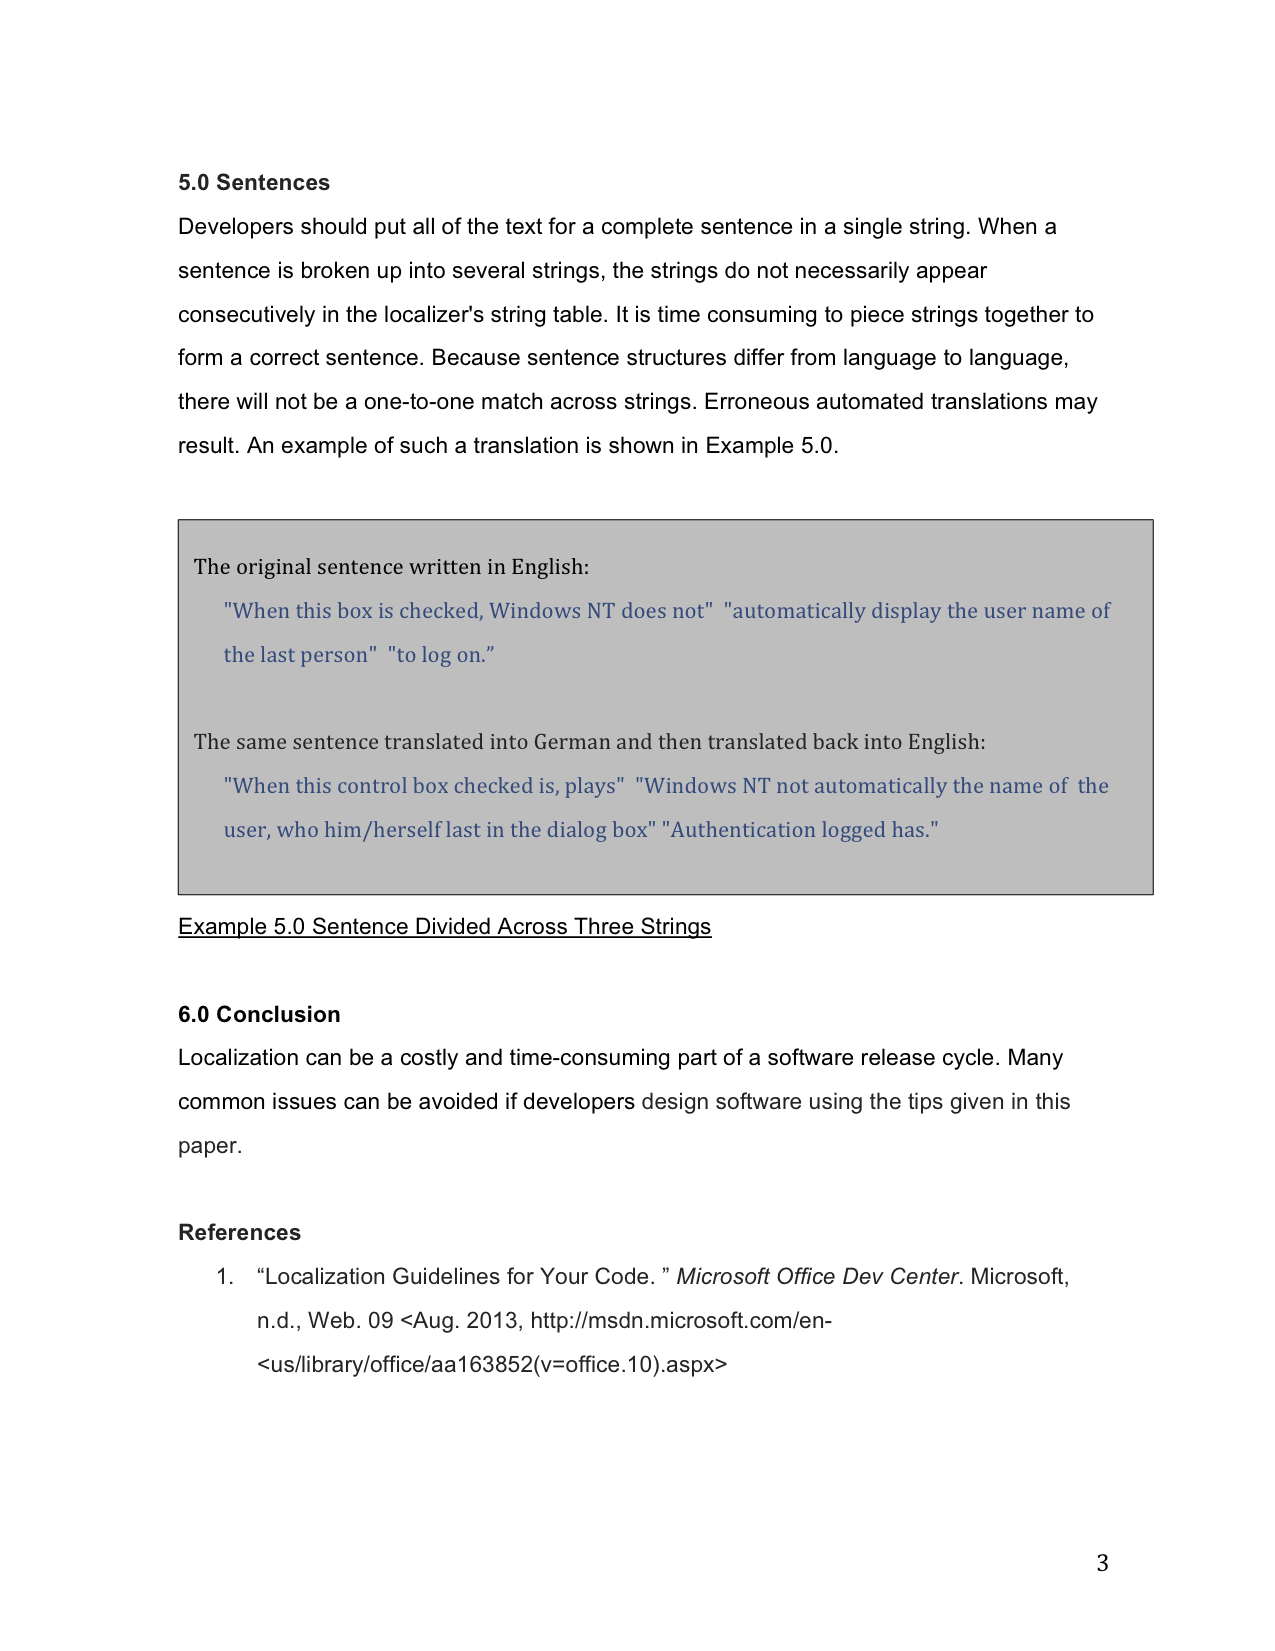 5.0 Sentences
Developers should put all of the text for a complete sentence in a single string. When a
sentence is broken up into several strings, the strings do not necessarily appear
consecutively in the localizer's string table. It is time consuming to piece strings together to
form a correct sentence. Because sentence structures differ from language to language,
there will not be a one-to-one match across strings. Erroneous automated translations may
result. An example of such a translation is shown in Example 5.0.
The original sentence written in English:
"When this box is checked, Windows NT does not"  "automatically display the user name of
the last person"  "to log on.”
The same sentence translated into German and then translated back into English:
"When this control box checked is, plays"  "Windows NT not automatically the name of  the
user, who him/herself last in the dialog box" "Authentication logged has."
Example 5.0 Sentence Divided Across Three Strings
6.0 Conclusion
Localization can be a costly and time-consuming part of a software release cycle. Many
common issues can be avoided if developers design software using the tips given in this
paper.
References
1. “Localization Guidelines for Your Code. ” Microsoft Office Dev Center. Microsoft,
n.d., Web. 09 <Aug. 2013, http://msdn.microsoft.com/en-
<us/library/office/aa163852(v=office.10).aspx>
3